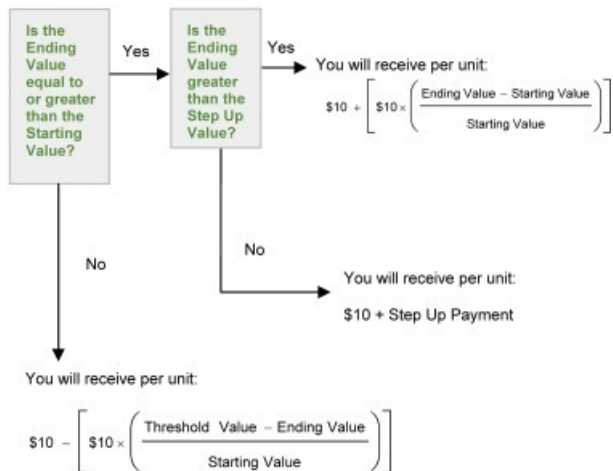 Is the
Ending
Value
equal to
or greater
than the
Starting
Value?
Yes
Is the
Ending
Value
greater
than the
Step Up
Value?
Yes
You will receive per unit:
$10 + [ $10 × ( Ending Value – Starting Value
Starting Value ) ]
No
You will receive per unit:
$10 + Step Up Payment
No
You will receive per unit:
$10 – [ $10 × ( Threshold Value – Ending Value
Starting Value ) ]